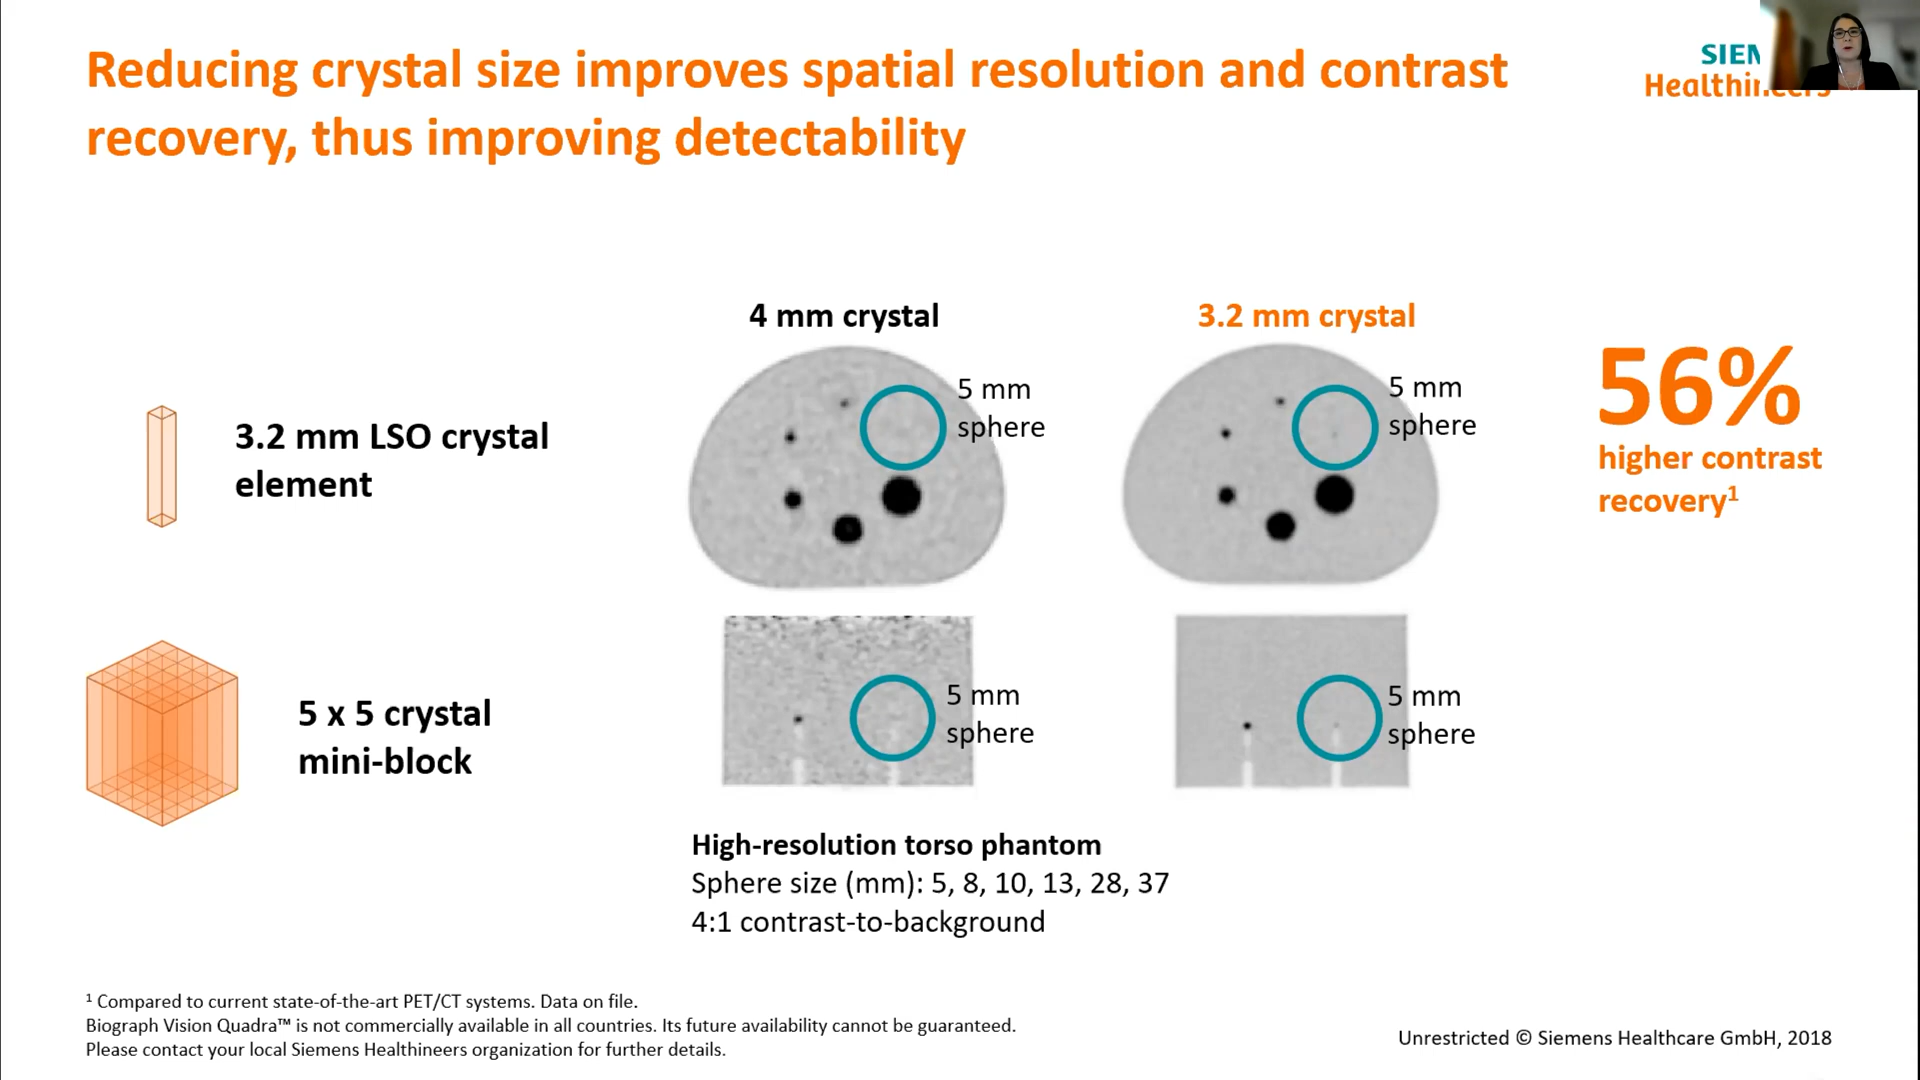 Reducing crystal size improves spatial resolution and contrast
recovery, thus improving detectability
SIEM
Healthineers
4 mm crystal
3.2 mm crystal
5 mm
sphere
5 mm
sphere
56%
higher contrast
recovery¹
3.2 mm LSO crystal
element
5 x 5 crystal
mini-block
5 mm
sphere
5 mm
sphere
High-resolution torso phantom
Sphere size (mm): 5, 8, 10, 13, 28, 37
4:1 contrast-to-background
¹ Compared to current state-of-the-art PET/CT systems. Data on file.
Biograph Vision Quadra™ is not commercially available in all countries. Its future availability cannot be guaranteed.
Please contact your local Siemens Healthineers organization for further details.
Unrestricted © Siemens Healthcare GmbH, 2018